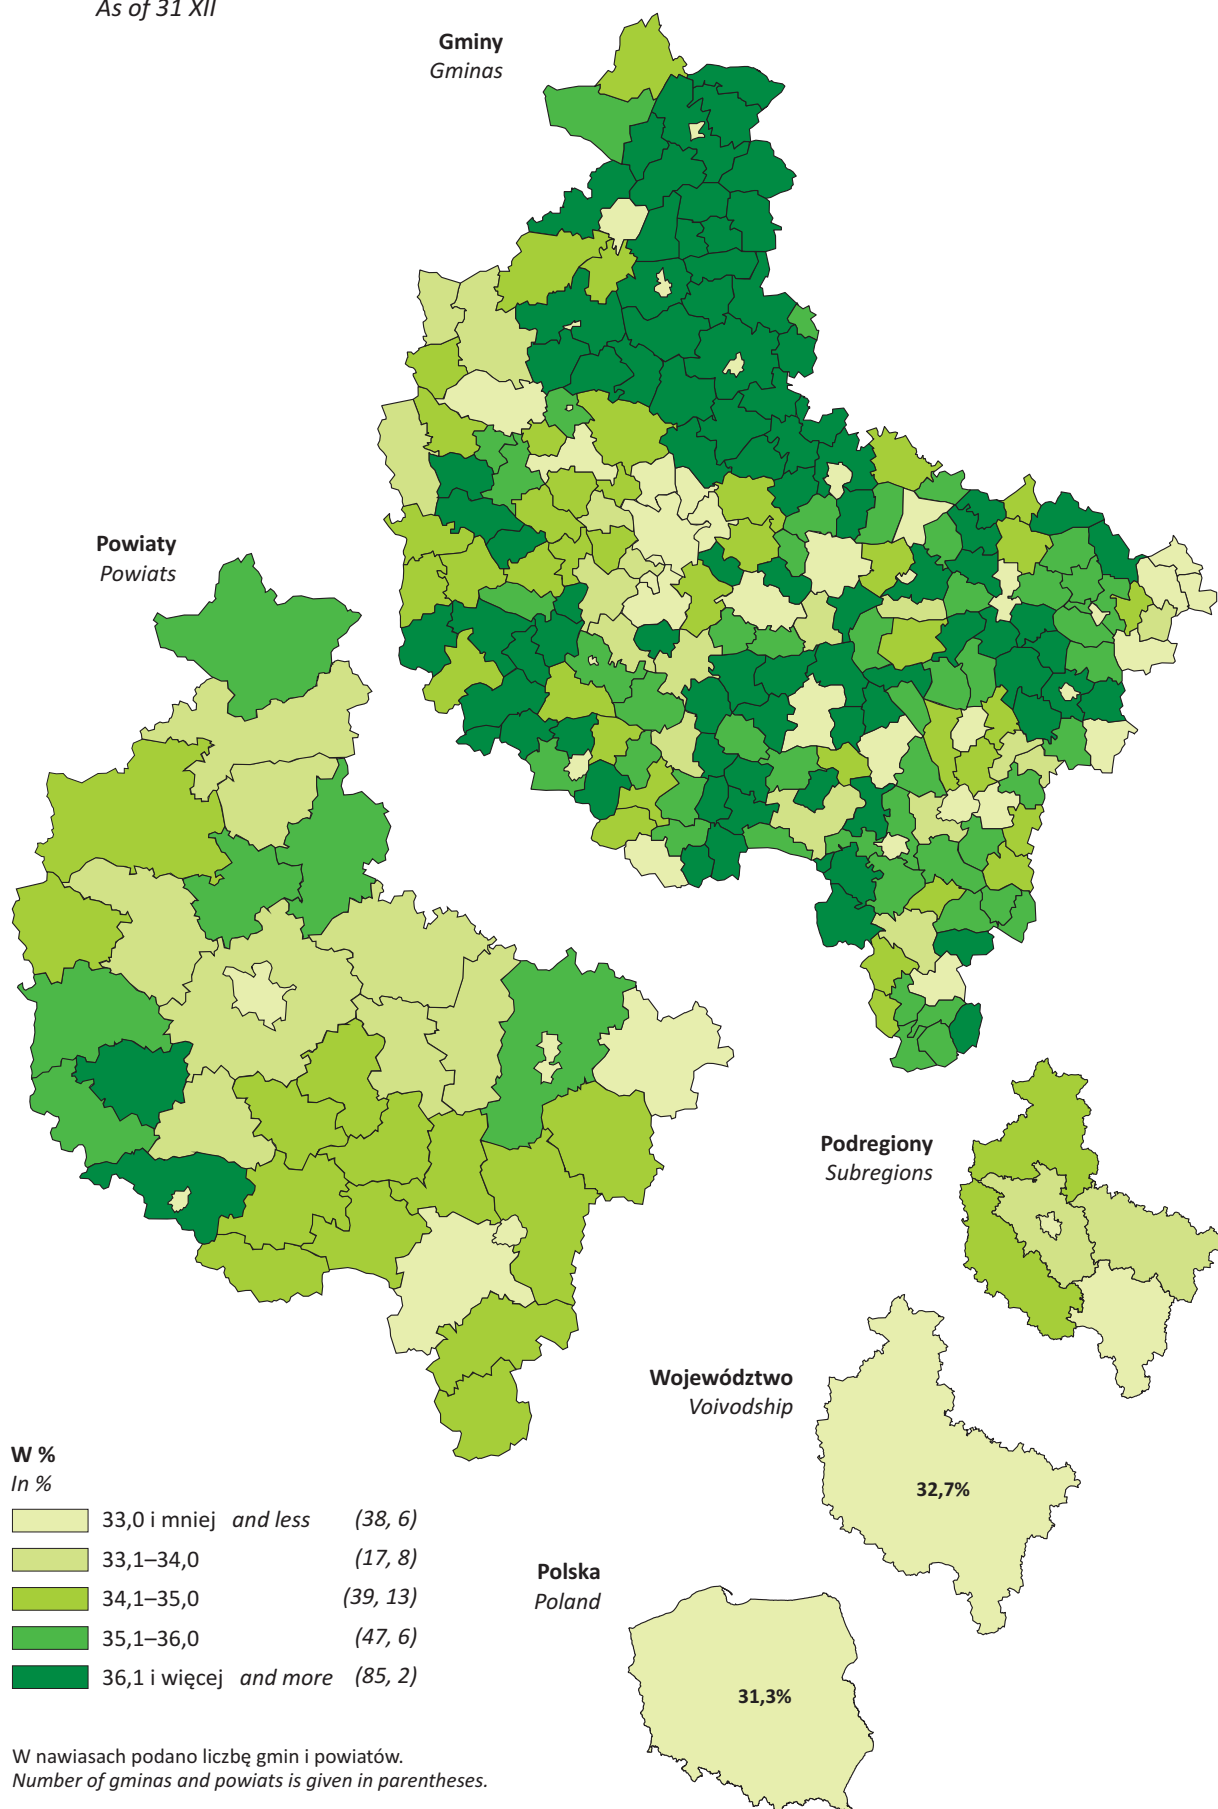 As of 31 XII
Gminy
Gminas
Powiaty
Powiats
Podregiony
Subregions
Województwo
Voivodship
32,7%
Polska
Poland
31,3%
W %
In %
33,0 i mniej and less (38, 6)
33,1–34,0 (17, 8)
34,1–35,0 (39, 13)
35,1–36,0 (47, 6)
36,1 i więcej and more (85, 2)
W nawiasach podano liczbę gmin i powiatów.
Number of gminas and powiats is given in parentheses.